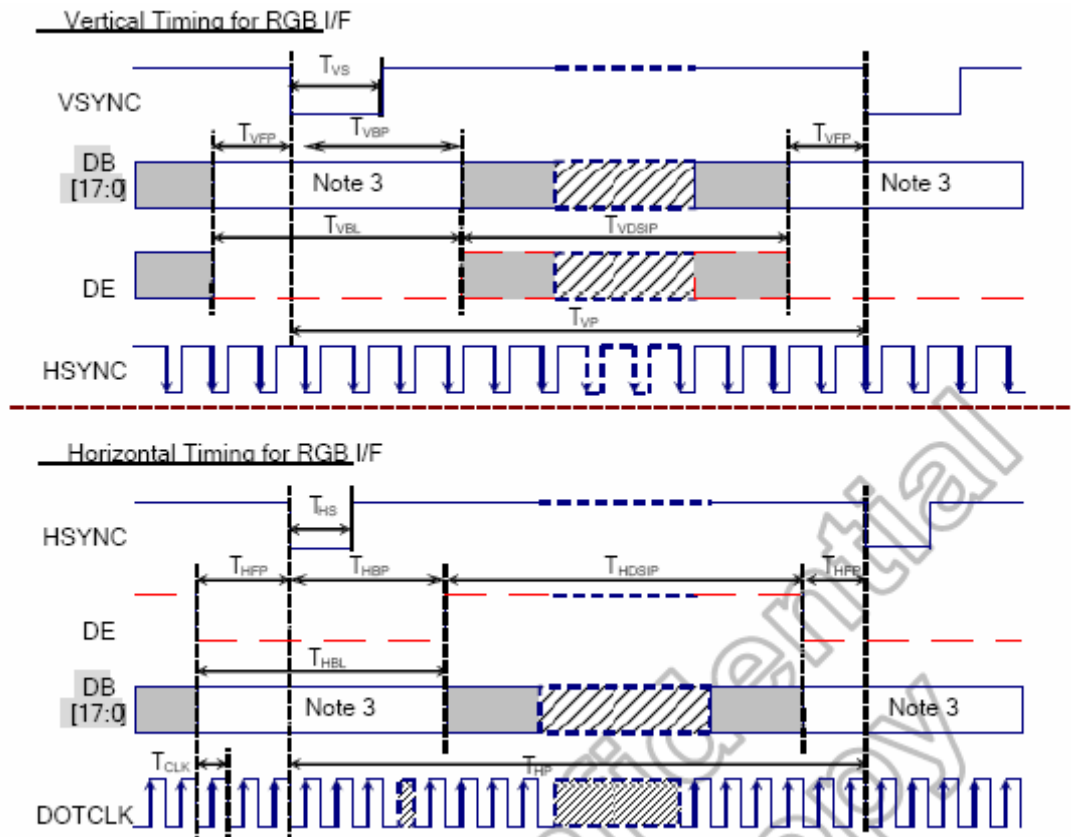 Vertical Timing for RGB I/F
TVS
VSYNC
TVFP
TVBP
TVFP
DB
[17:0]
Note 3
Note 3
TVBL
TVDSIP
DE
TVP
HSYNC
Horizontal Timing for RGB I/F
THS
HSYNC
THFP
THBP
THDSIP
THFP
DE
THBL
DB
[17:0]
Note 3
Note 3
TCLK
THP
DOTCLK